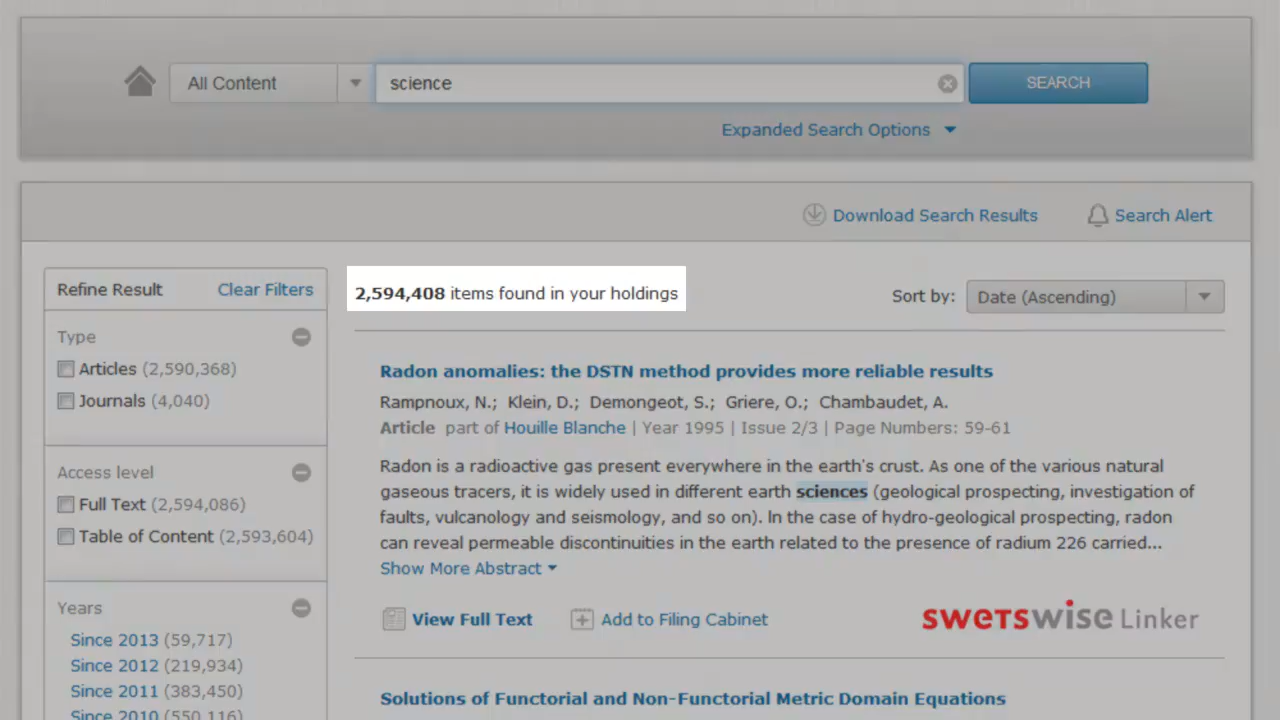 All Content
science
SEARCH
Expanded Search Options
Download Search Results
Search Alert
Refine Result
Clear Filters
2,594,408 items found in your holdings
Sort by:
Date (Ascending)
Type
Articles (2,590,368)
Journals (4,040)
Access level
Full Text (2,594,086)
Table of Content (2,593,604)
Years
Since 2013 (59,717)
Since 2012 (219,934)
Since 2011 (383,450)
Since 2010 (550,116)
Radon anomalies: the DSTN method provides more reliable results
Rampnoux, N.; Klein, D.; Demongeot, S.; Griere, O.; Chambaudet, A.
Article part of Houille Blanche | Year 1995 | Issue 2/3 | Page Numbers: 59-61
Radon is a radioactive gas present everywhere in the earth's crust. As one of the various natural
gaseous tracers, it is widely used in different earth sciences (geological prospecting, investigation of
faults, vulcanology and seismology, and so on). In the case of hydro-geological prospecting, radon
can reveal permeable discontinuities in the earth related to the presence of radium 226 carried...
Show More Abstract
View Full Text
Add to Filing Cabinet
swetswise Linker
Solutions of Functorial and Non-Functorial Metric Domain Equations